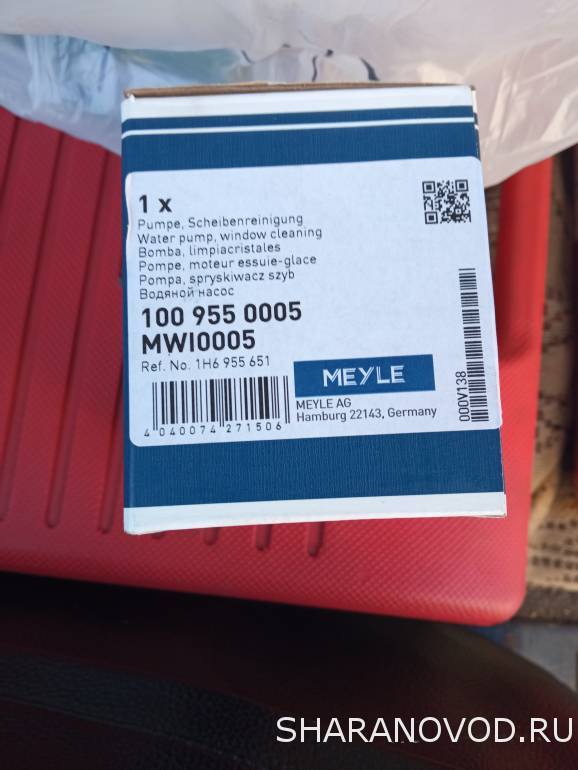 1 x
Pumpe, Scheibenreinigung
Water pump, window cleaning
Bomba, limpiacristales
Pompe, moteur essuie-glace
Pompa, spryskiwacz szyb
Водяной насос
100 955 0005
MWI0005
Ref. No. 1H6 955 651
MEYLE
MEYLE AG
Hamburg 22143, Germany
4 040074 271506
000V138
SHARANOVOD.RU